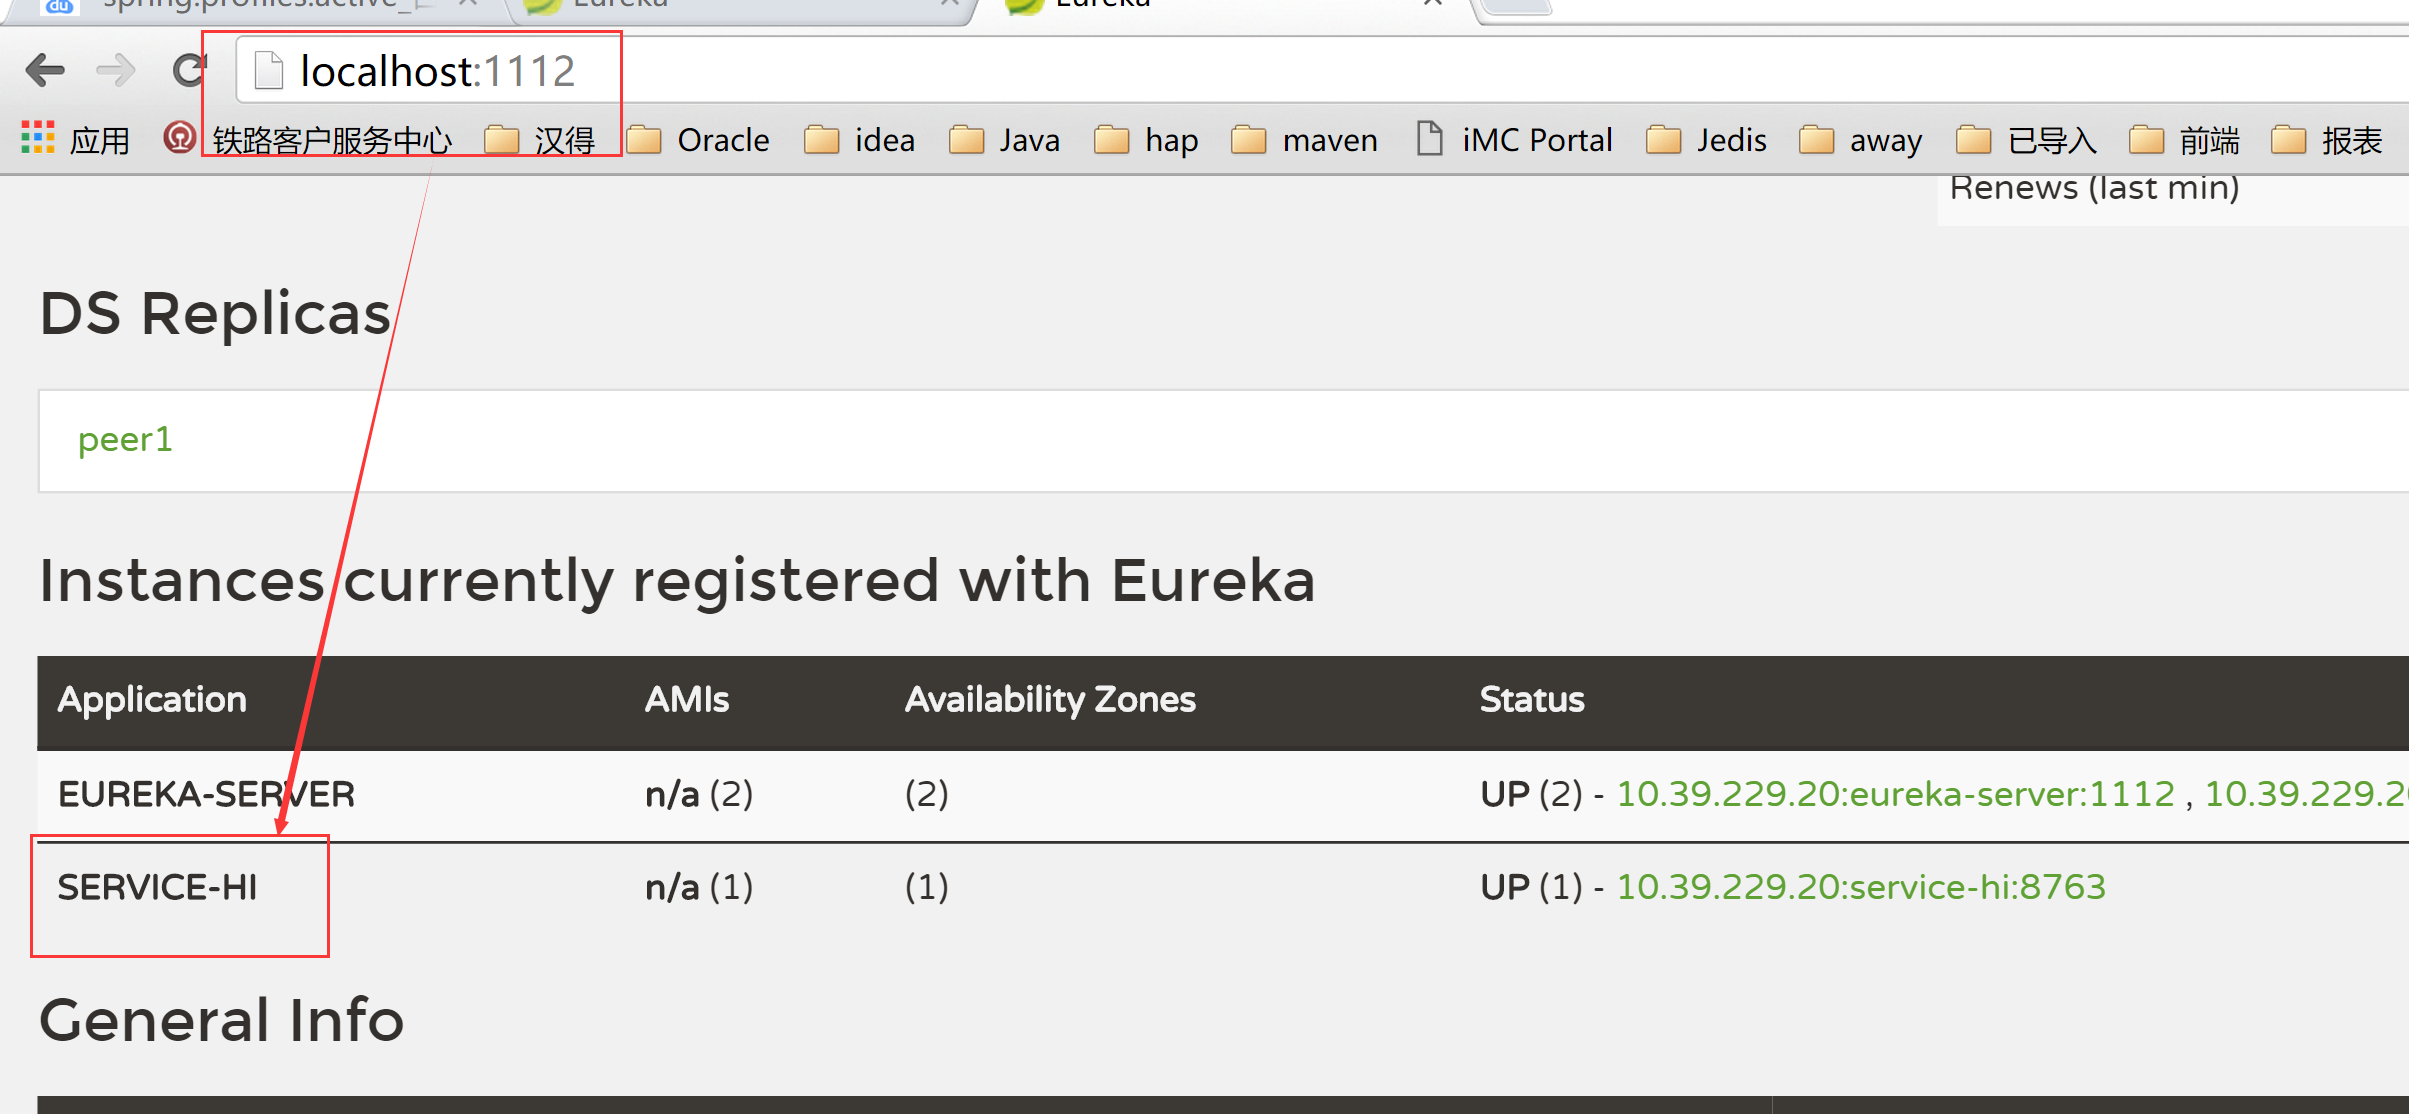 spring.profiles.active_
Eureka
Eureka
localhost:1112
应用 铁路客户服务中心 汉得 Oracle idea Java hap maven iMC Portal Jedis away 已导入 前端 报表
Renews (last min)
DS Replicas
peer1
Instances currently registered with Eureka
Application AMIs Availability Zones Status
EUREKA-SERVER n/a (2) (2) UP (2) - 10.39.229.20:eureka-server:1112 , 10.39.229.20
SERVICE-HI n/a (1) (1) UP (1) - 10.39.229.20:service-hi:8763
General Info